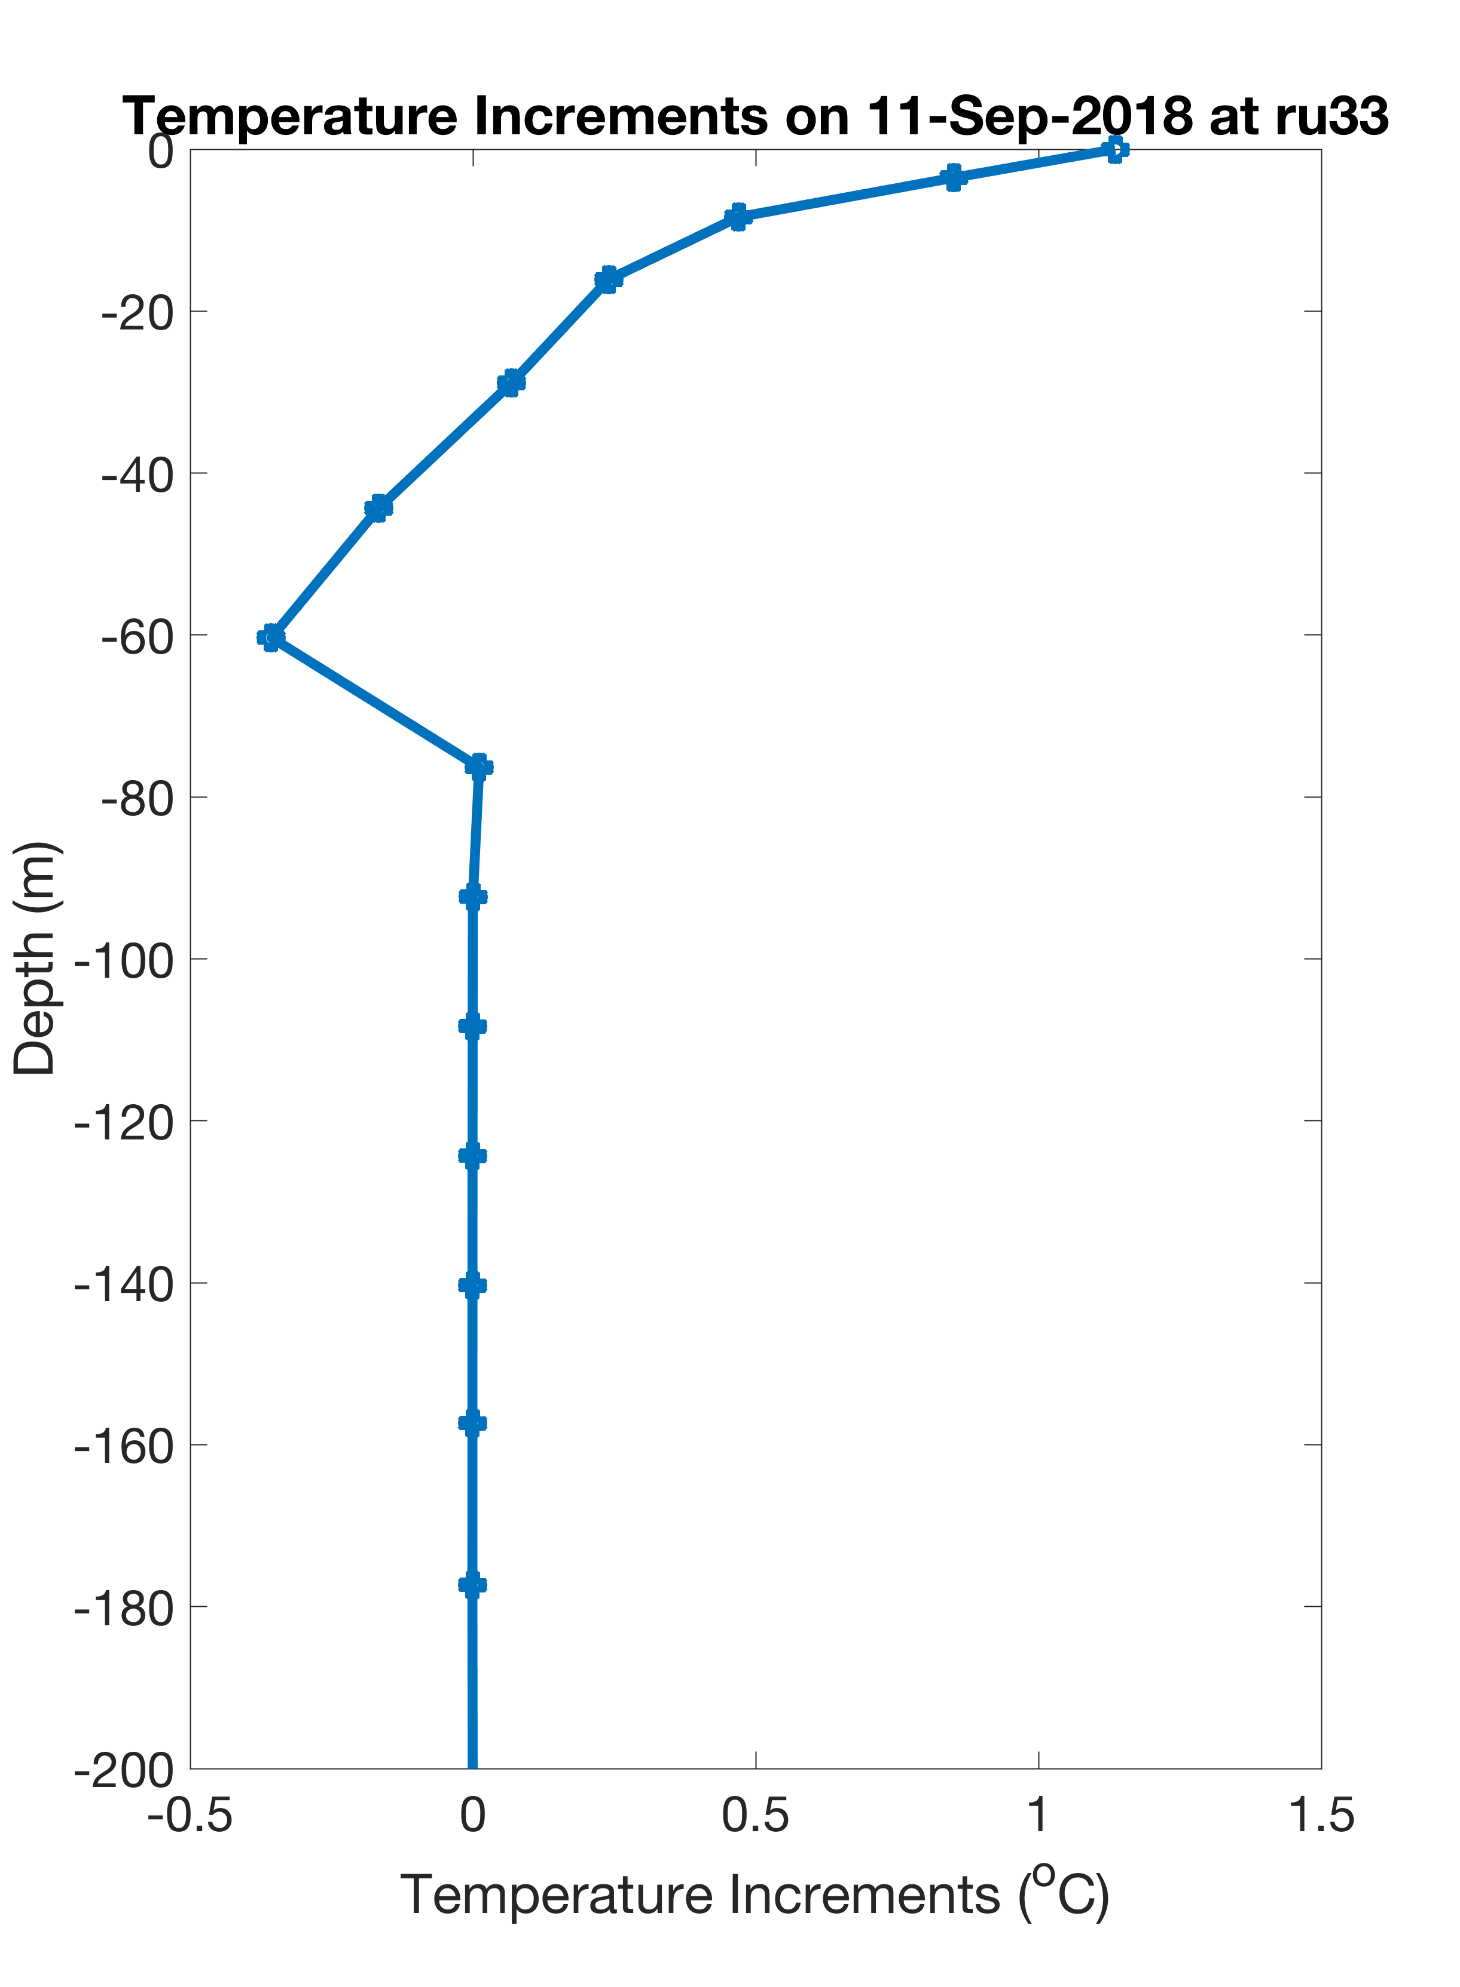 Temperature Increments on 11-Sep-2018 at ru33
0
-20
-40
-60
-80
-100
-120
-140
-160
-180
-200
Depth (m)
-0.5 0 0.5 1 1.5
Temperature Increments (°C)